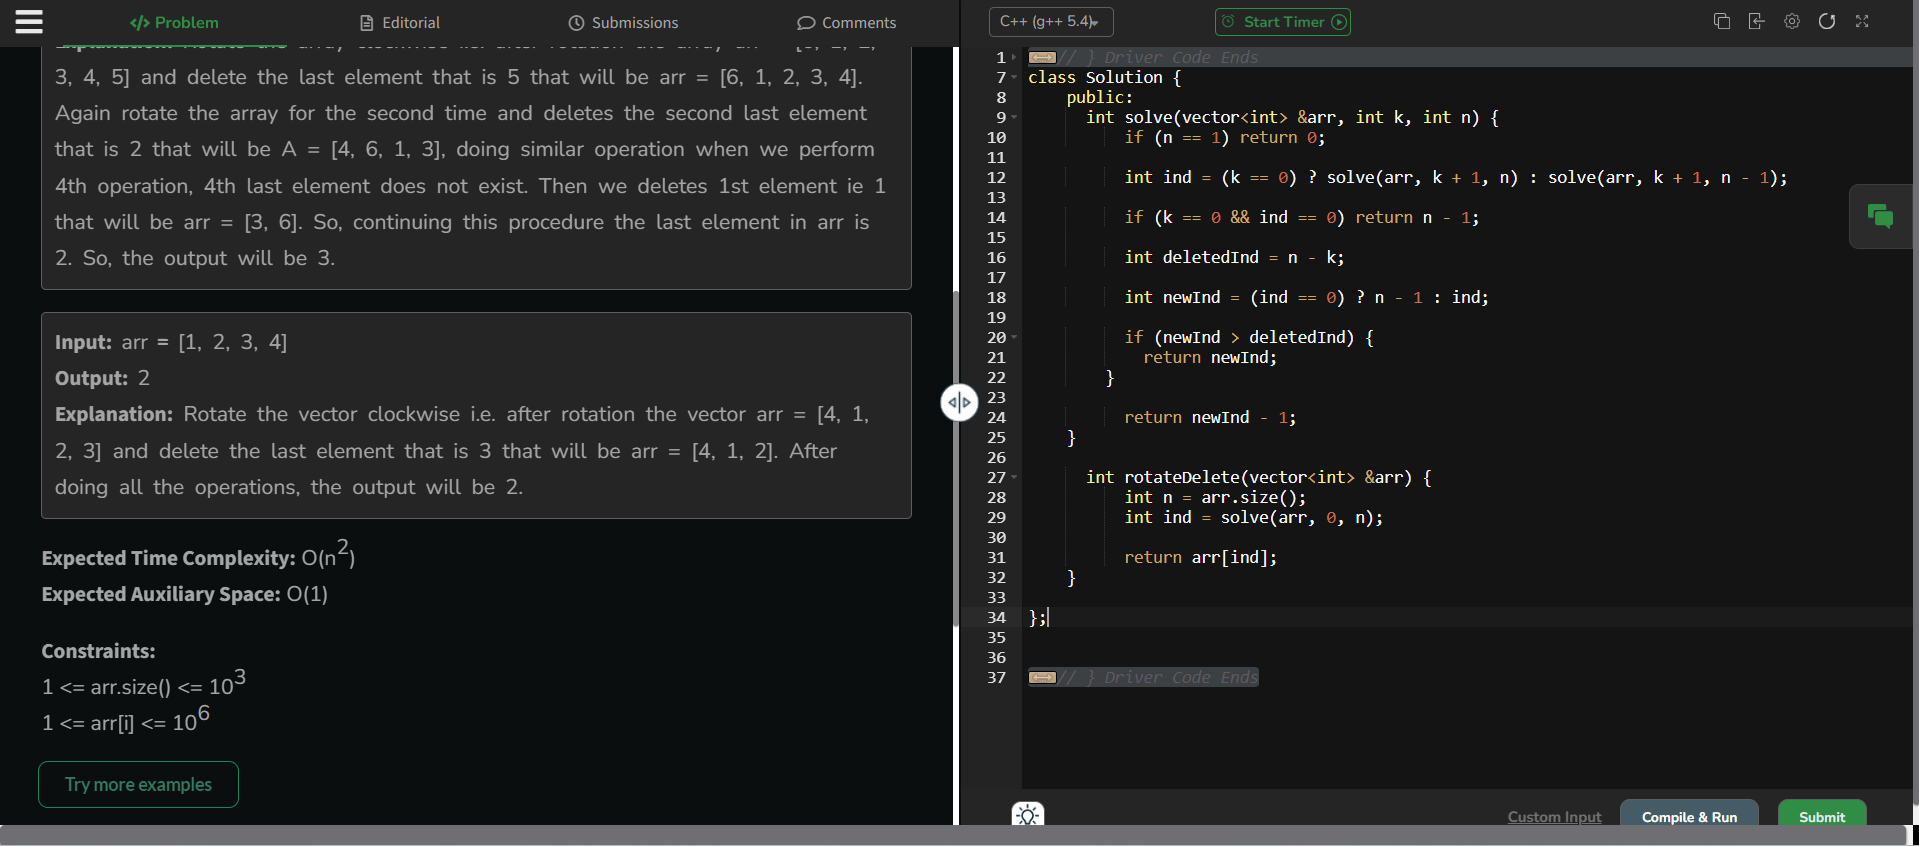 Problem
Editorial
Submissions
Comments
3, 4, 5] and delete the last element that is 5 that will be arr = [6, 1, 2, 3, 4].
Again rotate the array for the second time and deletes the second last element
that is 2 that will be A = [4, 6, 1, 3], doing similar operation when we perform
4th operation, 4th last element does not exist. Then we deletes 1st element ie 1
that will be arr = [3, 6]. So, continuing this procedure the last element in arr is
2. So, the output will be 3.
Input: arr = [1, 2, 3, 4]
Output: 2
Explanation: Rotate the vector clockwise i.e. after rotation the vector arr = [4, 1,
2, 3] and delete the last element that is 3 that will be arr = [4, 1, 2]. After
doing all the operations, the output will be 2.
Expected Time Complexity: O(n2)
Expected Auxiliary Space: O(1)
Constraints:
1 <= arr.size() <= 103
1 <= arr[i] <= 106
Try more examples
C++ (g++ 5.4)
Start Timer
1 // } Driver Code Ends
7 class Solution {
8 public:
9 int solve(vector<int> &arr, int k, int n) {
10 if (n == 1) return 0;
11
12 int ind = (k == 0) ? solve(arr, k + 1, n) : solve(arr, k + 1, n - 1);
13
14 if (k == 0 && ind == 0) return n - 1;
15
16 int deletedInd = n - k;
17
18 int newInd = (ind == 0) ? n - 1 : ind;
19
20 if (newInd > deletedInd) {
21 return newInd;
22 }
23
24 return newInd - 1;
25 }
26
27 int rotateDelete(vector<int> &arr) {
28 int n = arr.size();
29 int ind = solve(arr, 0, n);
30
31 return arr[ind];
32 }
33
34 };
35
36
37 // } Driver Code Ends
Custom Input
Compile & Run
Submit